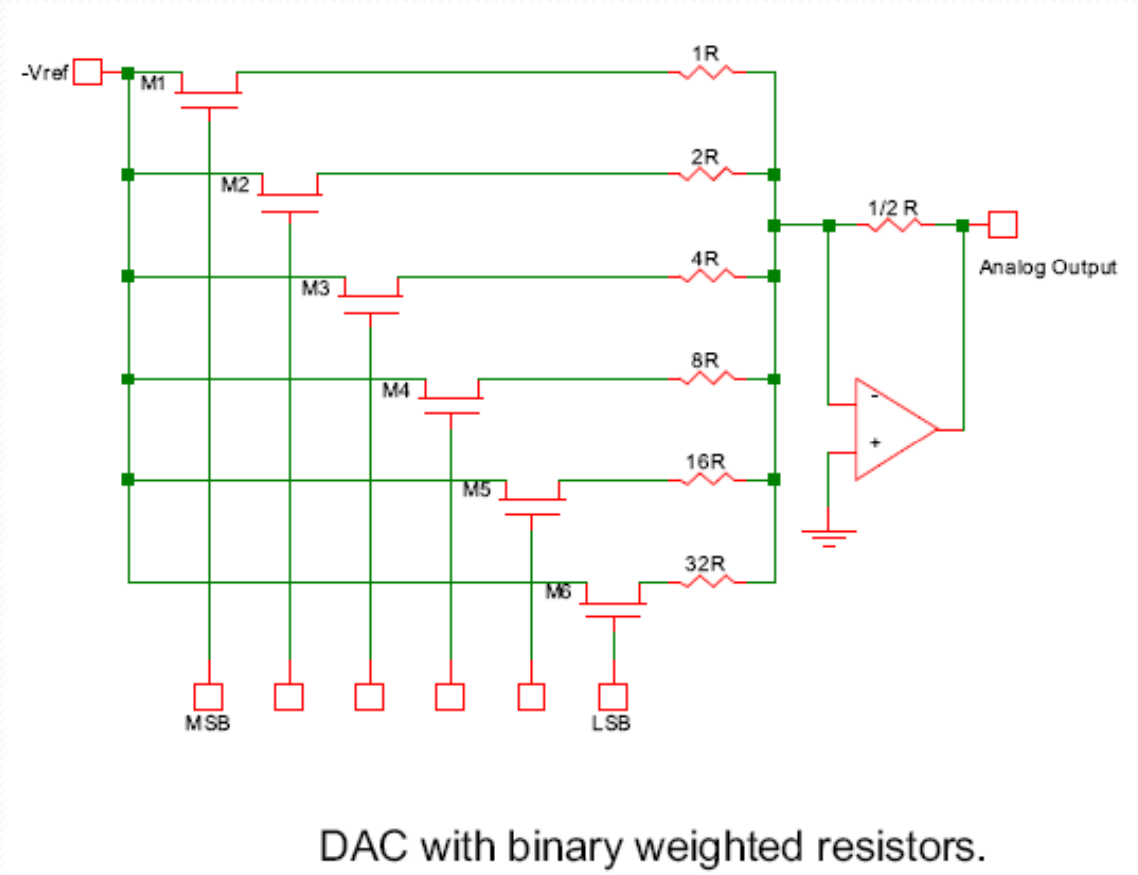 1R
-Vref
M1
2R
M2
1/2 R
4R
Analog Output
M3
8R
M4
-
+
16R
M5
32R
M6
MSB
LSB
DAC with binary weighted resistors.